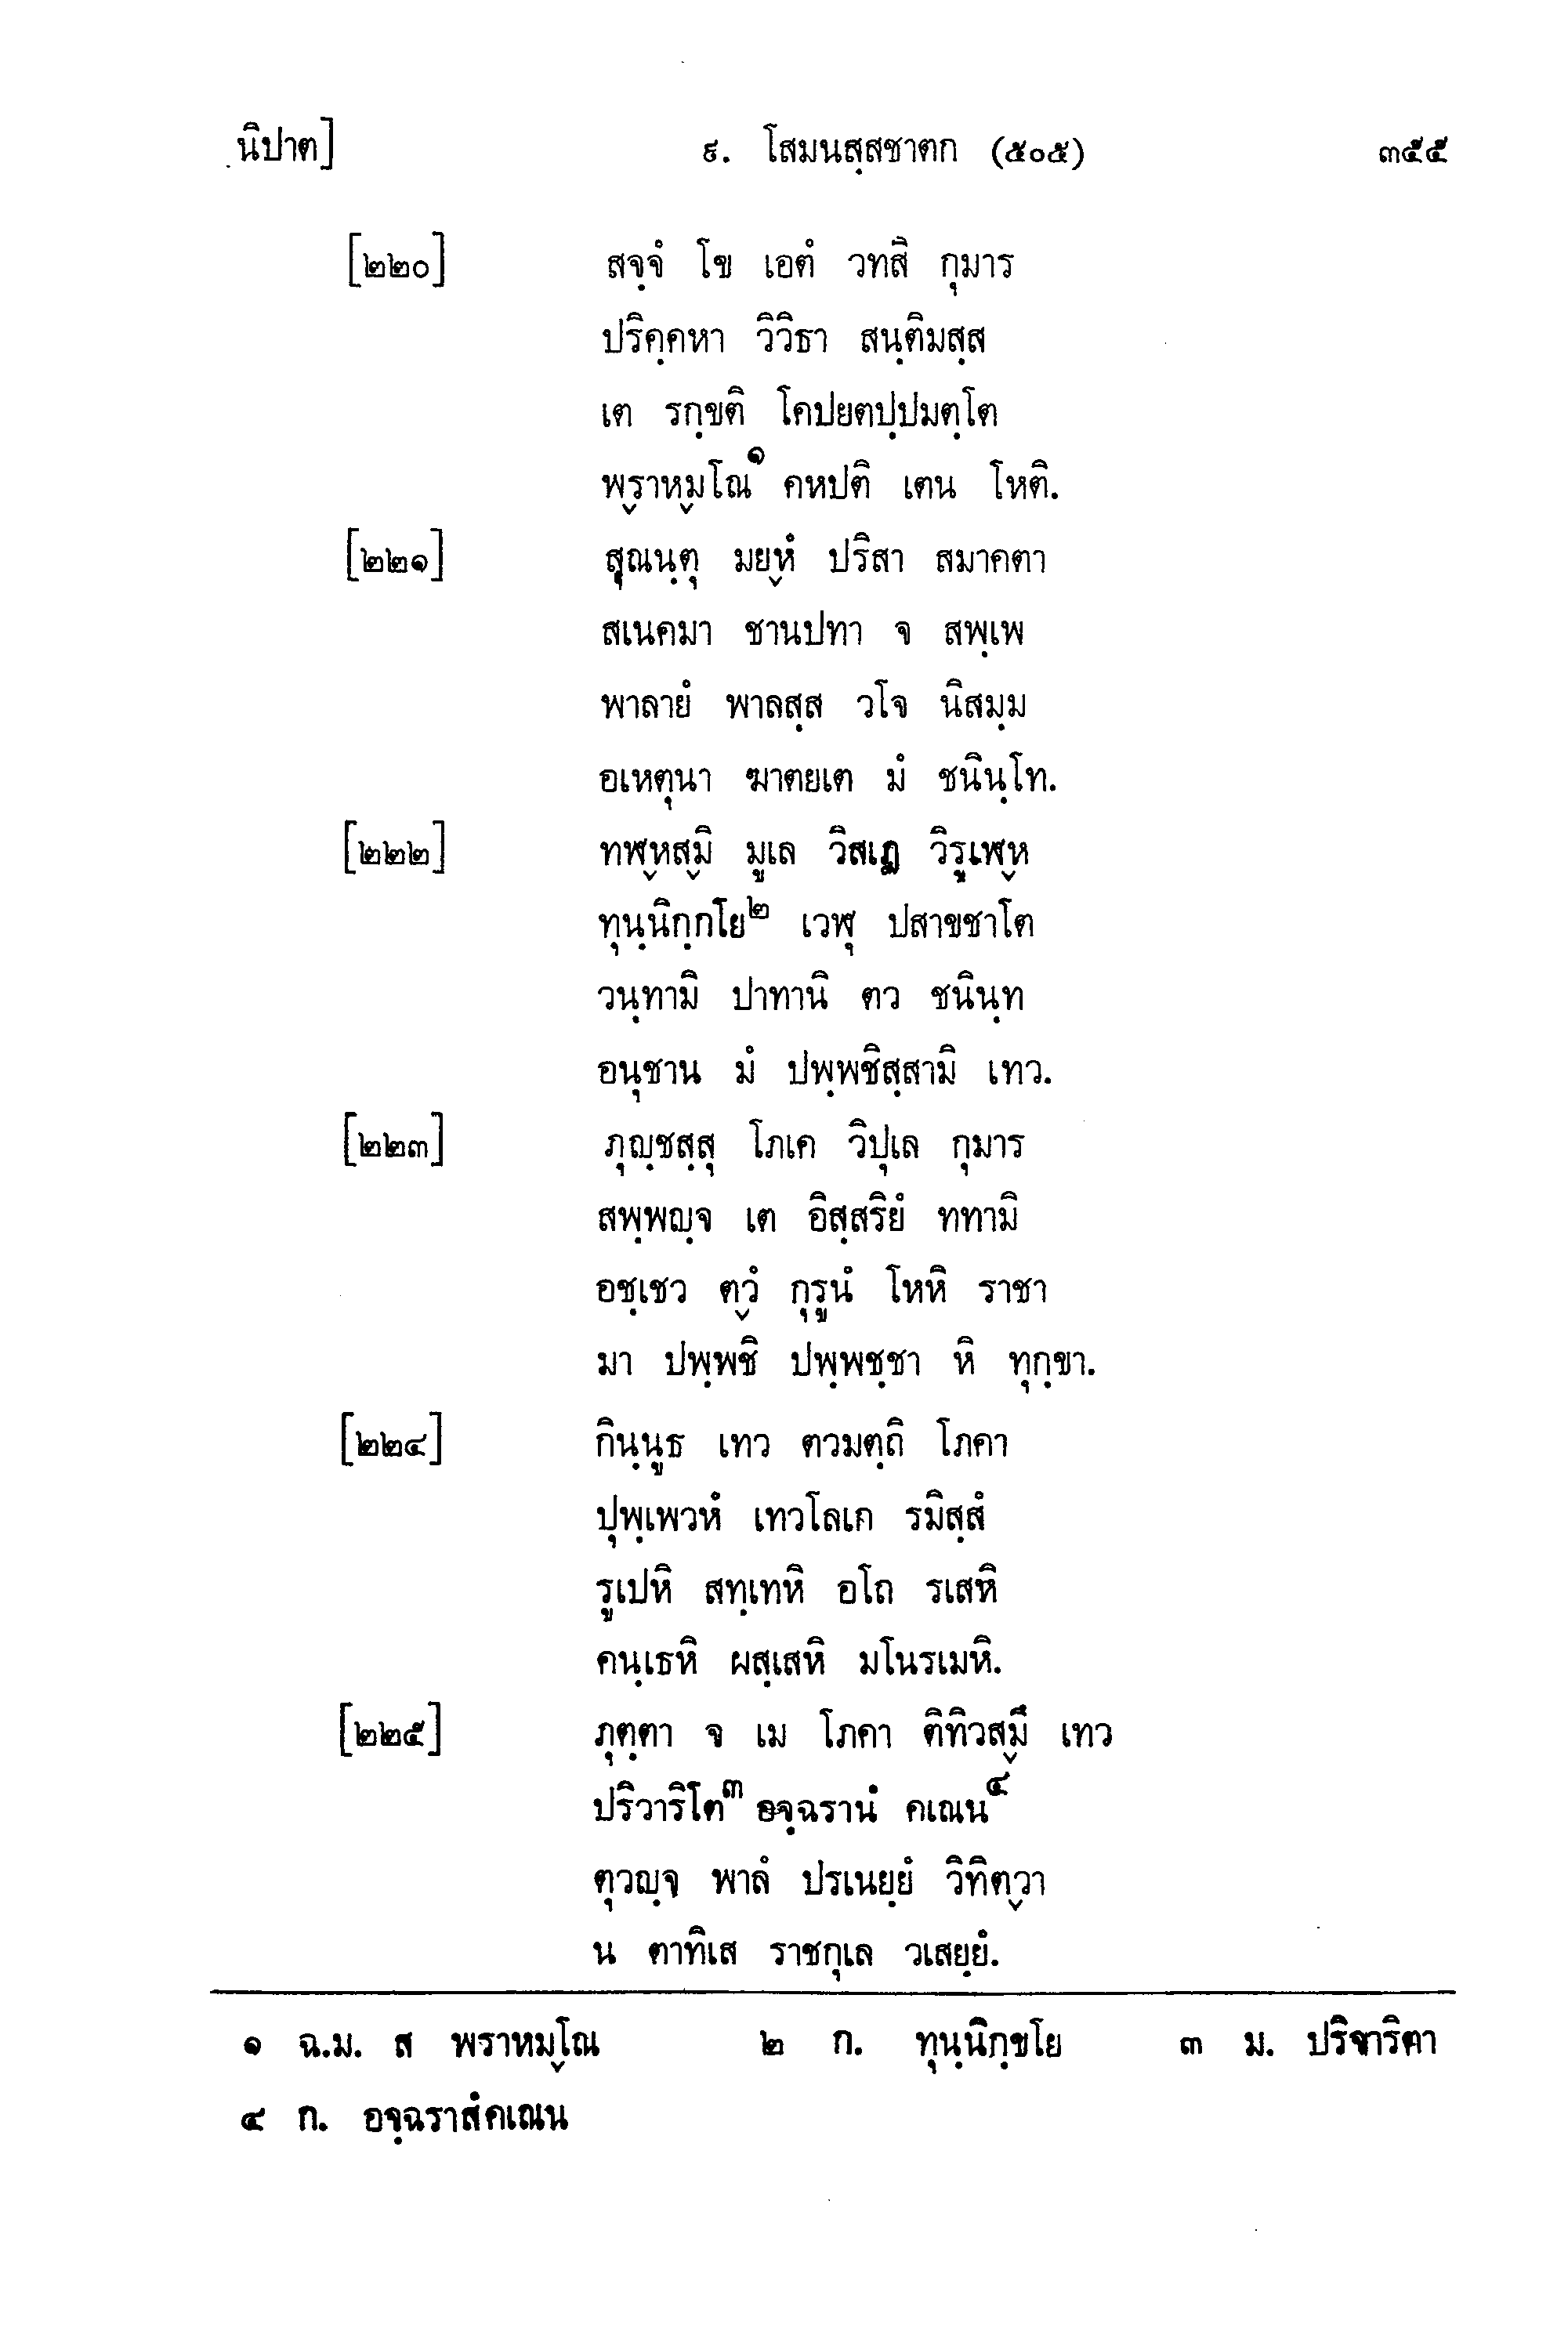 นิปาต] ๙. โสมนสฺสชาตก (๕๐๕) ๓๕๕
[๒๒๐] สจฺจํ โข เอตํ วทสิ กุมาร
ปริคฺคหา วิวิธา สนฺติมสฺส
เต รกฺขติ โคปยตปฺปมตฺโต
พฺราหฺมโณ๑ คหปติ เตน โหติ.
[๒๒๑] สุณนฺตุ มยฺหํ ปริสา สมาคตา
สเนคมา ชานปทา จ สพฺเพ
พาลายํ พาลสฺส วโจ นิสมฺม
อเหตุนา ฆาตยเต มํ ชนินฺโท.
[๒๒๒] ทฬฺหสฺมิ มูเล วิสเฏ วิรูเฬฺห
ทุนฺนิกฺกโย๒ เวฬุ ปสาขชาโต
วนฺทามิ ปาทานิ ตว ชนินฺท
อนุชาน มํ ปพฺพชิสฺสามิ เทว.
[๒๒๓] ภุญฺชสฺสุ โภเค วิปุเล กุมาร
สพฺพญฺจ เต อิสฺสริยํ ททามิ
อชฺเชว ตฺวํ กุรูนํ โหหิ ราชา
มา ปพฺพชิ ปพฺพชฺชา หิ ทุกฺขา.
[๒๒๔] กินฺนูธ เทว ตวมตฺถิ โภคา
ปุพฺเพวหํ เทวโลเก รมิสฺสํ
รูเปหิ สทฺเทหิ อโถ รเสหิ
คนฺเธหิ ผสฺเสหิ มโนรเมหิ.
[๒๒๕] ภุตฺตา จ เม โภคา ติทิวสฺมึ เทว
ปริวาริโต๓ อจฺฉรานํ คเณน๔
ตุวญฺจ พาลํ ปรเนยฺยํ วิทิตฺวา
น ตาทิเส ราชกุเล วเสยฺยํ.
๑ ฉ.ม. ส พราหมฺโณ ๒ ก. ทุนฺนิกฺขโย ๓ ม. ปริจาริตา
๔ ก. อจฺฉราสํคเณน